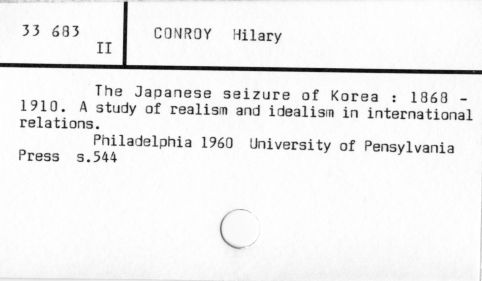 33 683
II
CONROY Hilary
The Japanese seizure of Korea : 1868 -
1910. A study of realism and idealism in international
relations.
Philadelphia 1960 University of Pensylvania
Press s.544